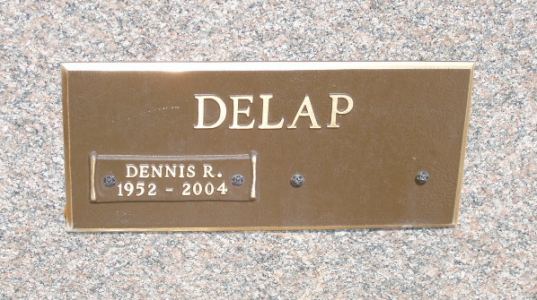 DELAP
DENNIS R.
1952 - 2004